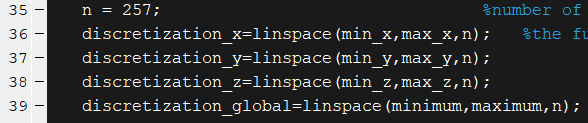 35 - n = 257; %number of
36 - discretization_x=linspace(min_x,max_x,n); %the fu
37 - discretization_y=linspace(min_y,max_y,n);
38 - discretization_z=linspace(min_z,max_z,n);
39 - discretization_global=linspace(minimum,maximum,n);